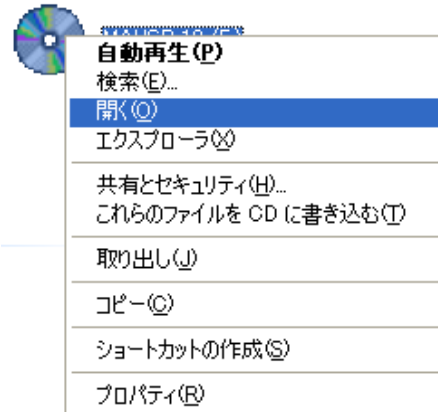 自動再生(P)
検索(E)...
開く(O)
エクスプローラ(X)
共有とセキュリティ(H)...
これらのファイルを CD に書き込む(T)
取り出し(J)
コピー(C)
ショートカットの作成(S)
プロパティ(R)